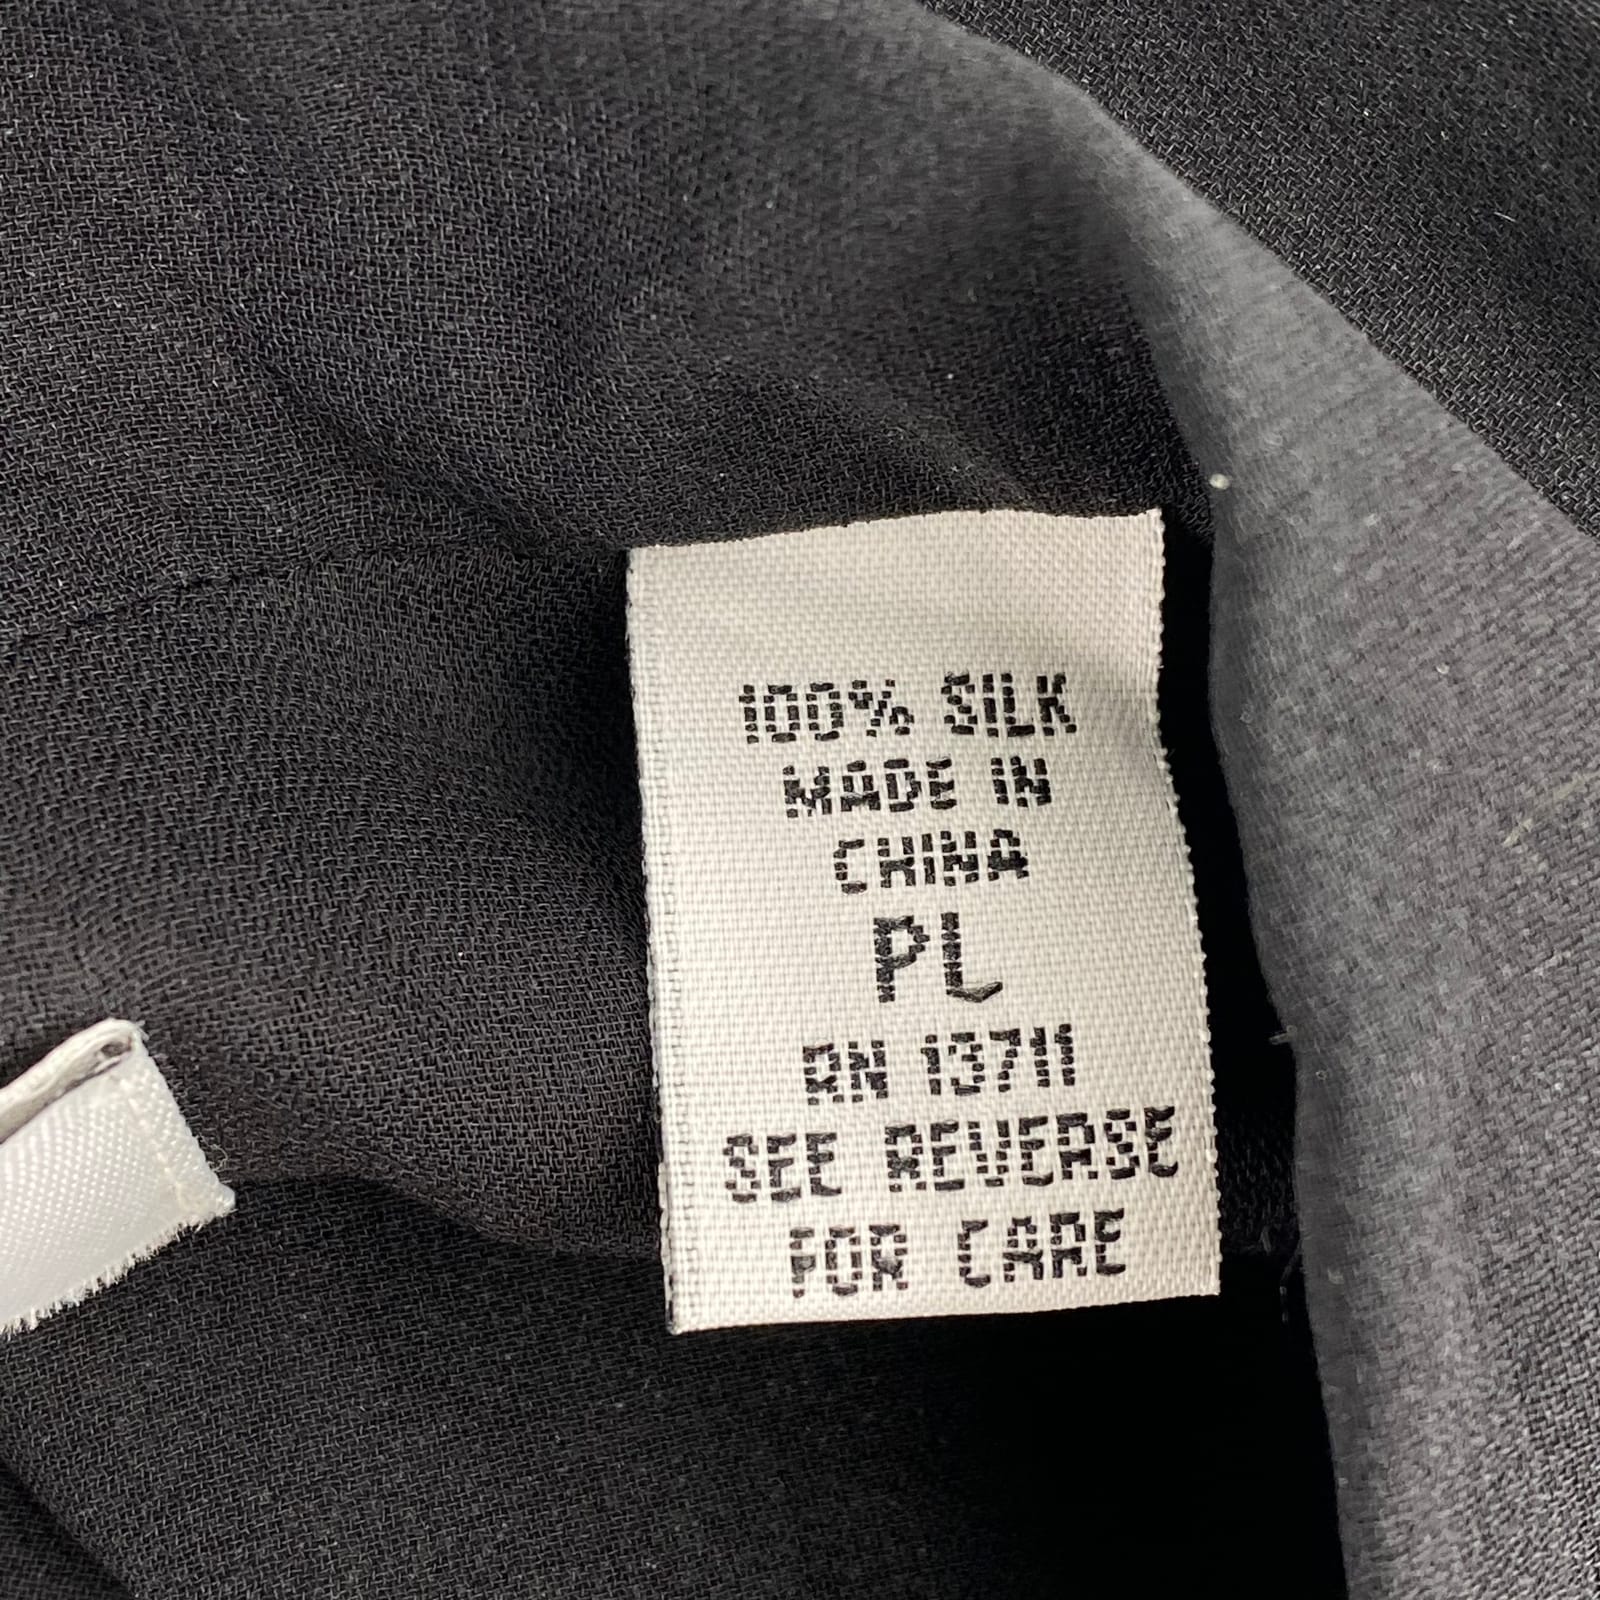 100% SILK
MADE IN
CHINA
PL
RN 13711
SEE REVERSE
FOR CARE